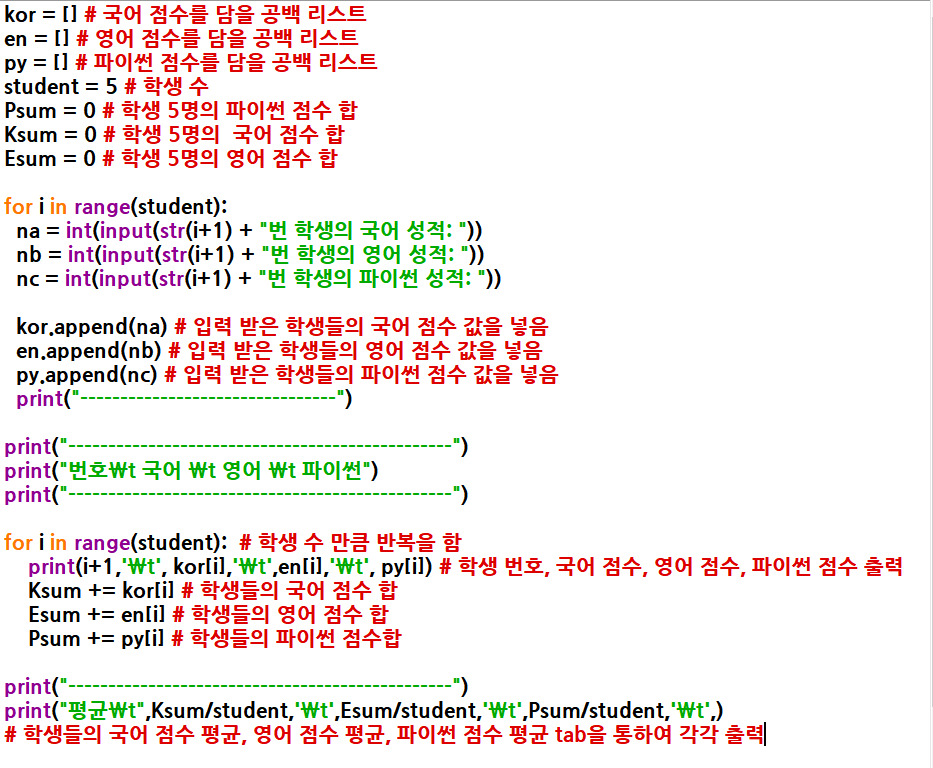 kor = [] # 국어 점수를 담을 공백 리스트
en = [] # 영어 점수를 담을 공백 리스트
py = [] # 파이썬 점수를 담을 공백 리스트
student = 5 # 학생 수
Psum = 0 # 학생 5명의 파이썬 점수 합
Ksum = 0 # 학생 5명의  국어 점수 합
Esum = 0 # 학생 5명의 영어 점수 합

for i in range(student):
  na = int(input(str(i+1) + "번 학생의 국어 성적: "))
  nb = int(input(str(i+1) + "번 학생의 영어 성적: "))
  nc = int(input(str(i+1) + "번 학생의 파이썬 성적: "))

  kor.append(na) # 입력 받은 학생들의 국어 점수 값을 넣음
  en.append(nb) # 입력 받은 학생들의 영어 점수 값을 넣음
  py.append(nc) # 입력 받은 학생들의 파이썬 점수 값을 넣음
  print("--------------------------------")

print("------------------------------------------------")
print("번호₩t 국어 ₩t 영어 ₩t 파이썬")
print("------------------------------------------------")

for i in range(student):  # 학생 수 만큼 반복을 함
    print(i+1,'₩t', kor[i],'₩t',en[i],'₩t', py[i]) # 학생 번호, 국어 점수, 영어 점수, 파이썬 점수 출력
    Ksum += kor[i] # 학생들의 국어 점수 합
    Esum += en[i] # 학생들의 영어 점수 합
    Psum += py[i] # 학생들의 파이썬 점수합

print("------------------------------------------------")
print("평균₩t",Ksum/student,'₩t',Esum/student,'₩t',Psum/student,'₩t',)
# 학생들의 국어 점수 평균, 영어 점수 평균, 파이썬 점수 평균 tab을 통하여 각각 출력